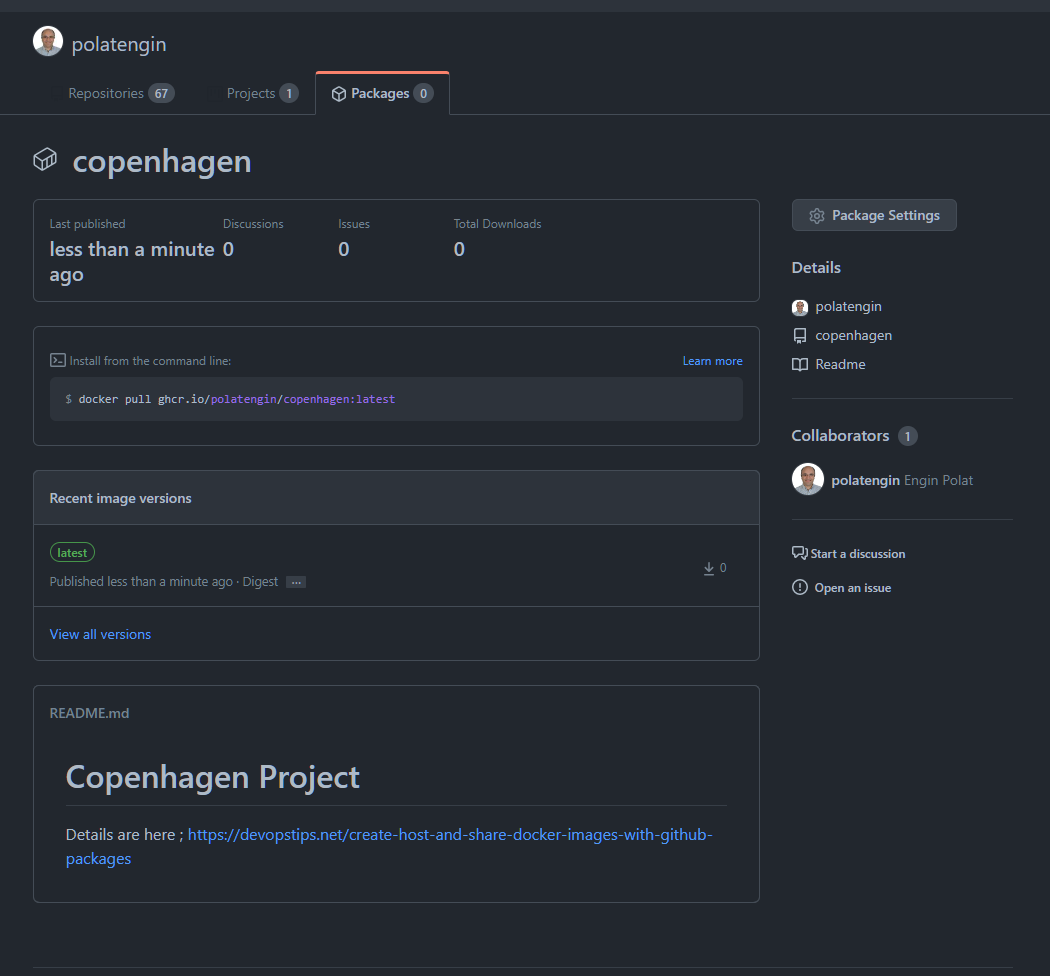 polatengin
Repositories 67 Projects 1 Packages 0
copenhagen
Last published Discussions Issues Total Downloads
less than a minute ago 0 0 0
Install from the command line: Learn more
$ docker pull ghcr.io/polatengin/copenhagen:latest
Recent image versions
latest
Published less than a minute ago · Digest ...
0
View all versions
README.md
Copenhagen Project
Details are here ; https://devopstips.net/create-host-and-share-docker-images-with-github-
packages
Package Settings
Details
polatengin
copenhagen
Readme
Collaborators 1
polatengin Engin Polat
Start a discussion
Open an issue